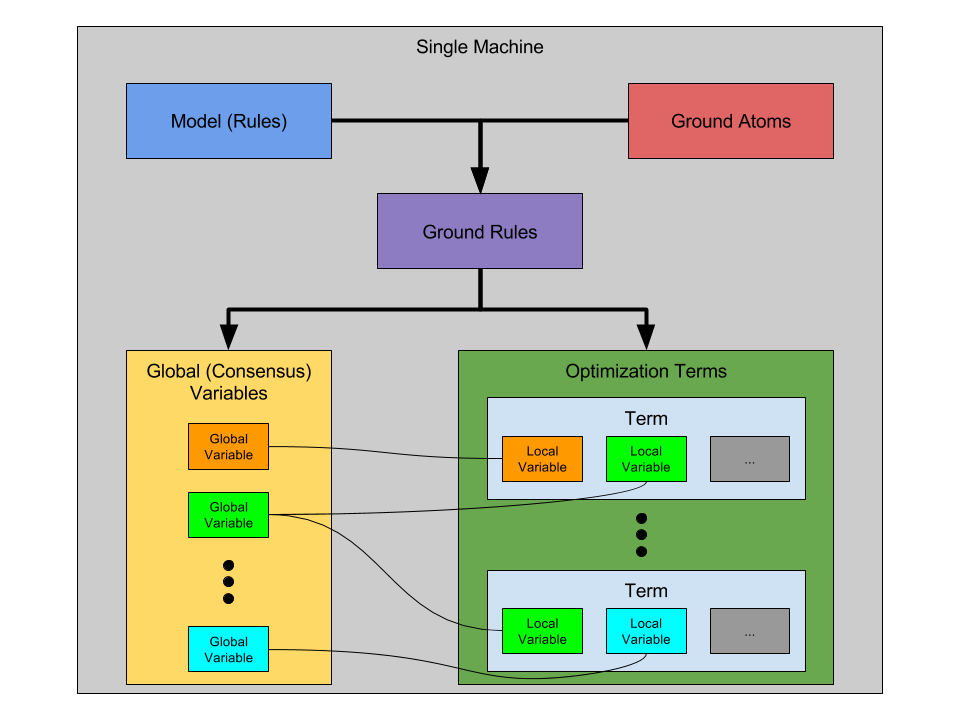 Single Machine
Model (Rules)
Ground Atoms
Ground Rules
Global (Consensus)
Variables
Global
Variable
Global
Variable
Global
Variable
Optimization Terms
Term
Local
Variable
Local
Variable
...
Term
Local
Variable
Local
Variable
...